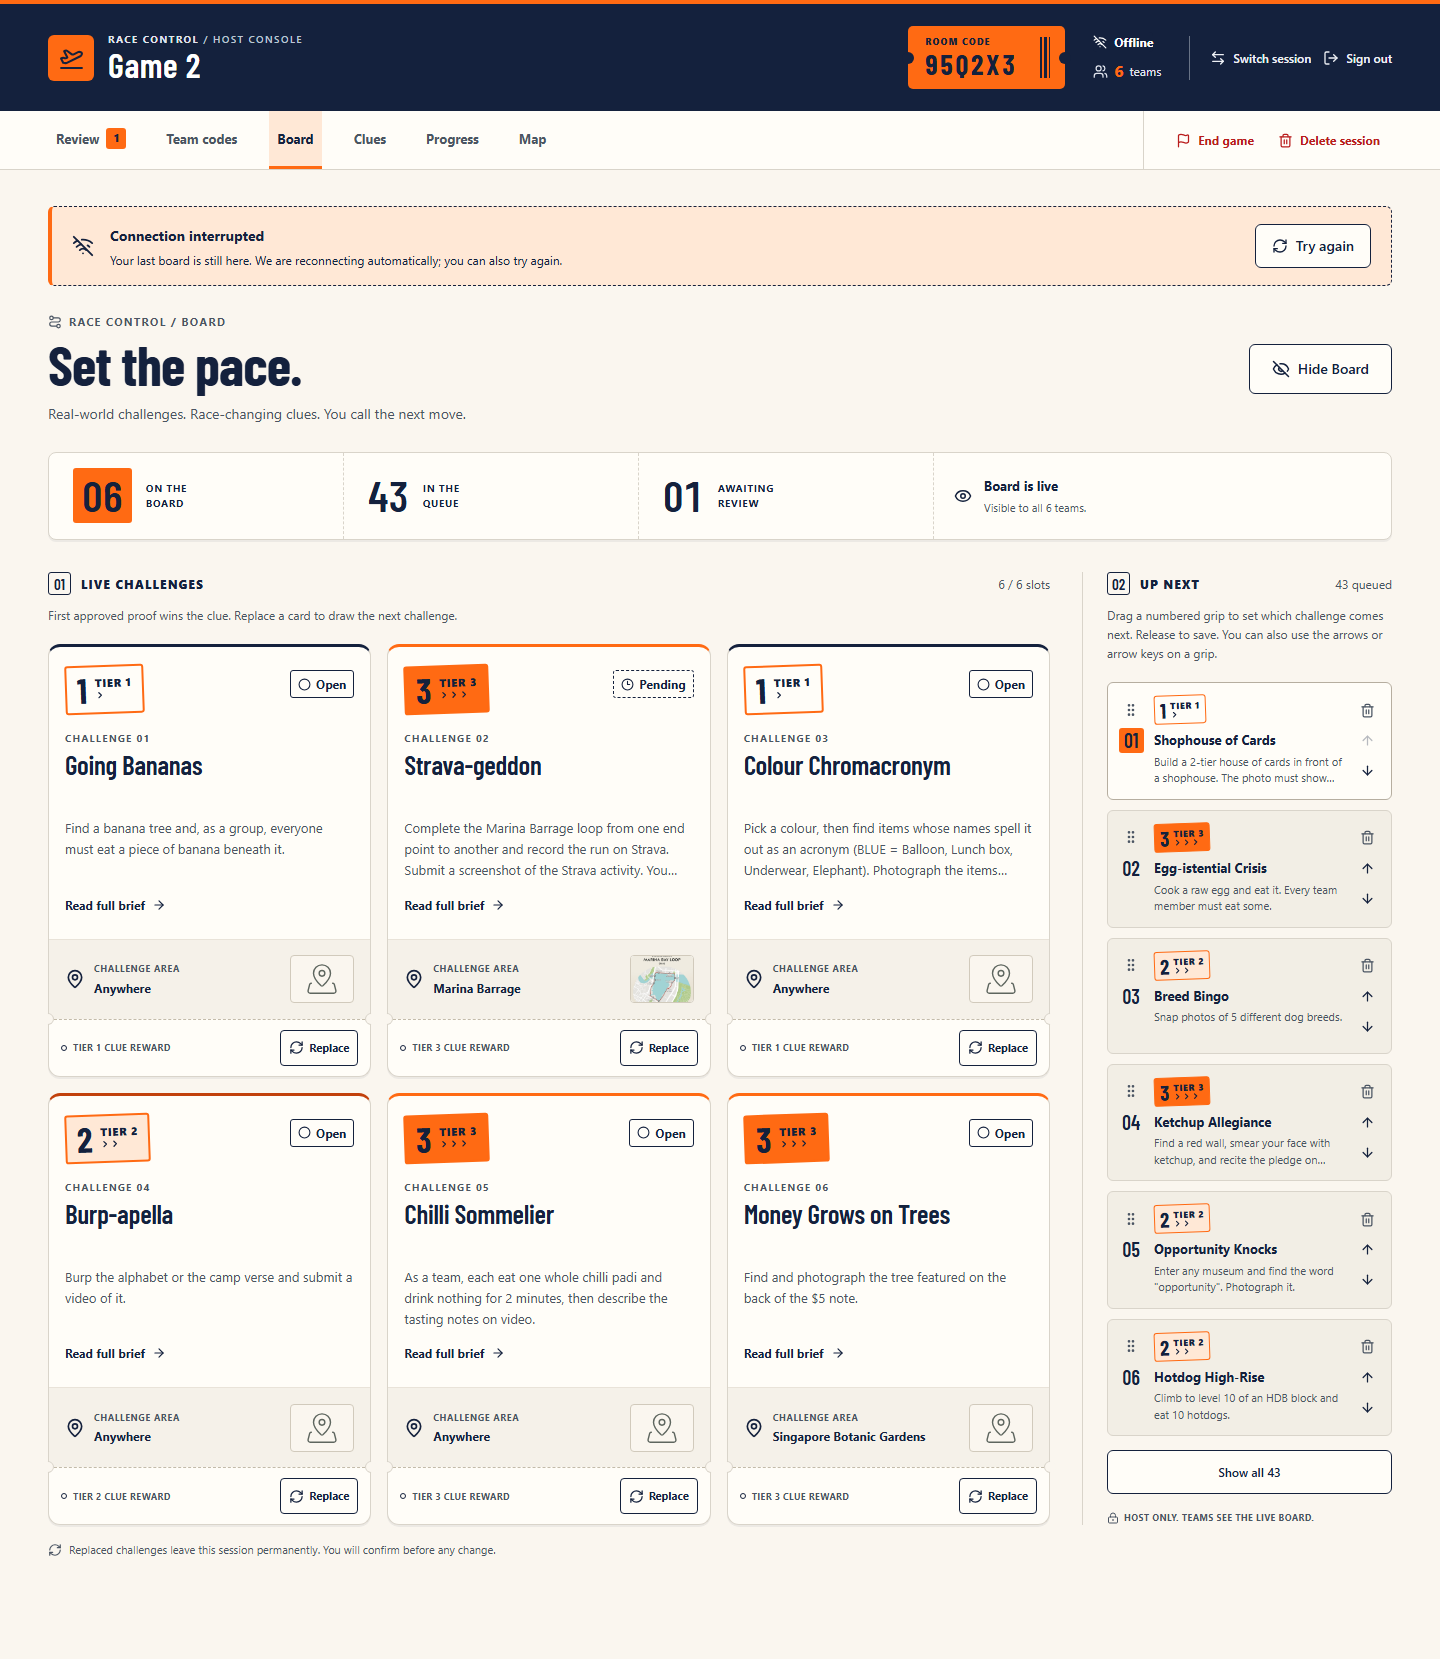 RACE CONTROL / HOST CONSOLE
Game 2
ROOM CODE
95Q2X3
Offline
6 teams
Switch session
Sign out
Review 1
Team codes
Board
Clues
Progress
Map
End game
Delete session
Connection interrupted
Your last board is still here. We are reconnecting automatically; you can also try again.
Try again
RACE CONTROL / BOARD
Set the pace.
Real-world challenges. Race-changing clues. You call the next move.
Hide Board
06 ON THE
BOARD
43 IN THE
QUEUE
01 AWAITING
REVIEW
Board is live
Visible to all 6 teams.
01 LIVE CHALLENGES
6 / 6 slots
First approved proof wins the clue. Replace a card to draw the next challenge.
1 TIER 1
Open
CHALLENGE 01
Going Bananas
Find a banana tree and, as a group, everyone
must eat a piece of banana beneath it.
Read full brief
CHALLENGE AREA
Anywhere
TIER 1 CLUE REWARD
Replace
3 TIER 3
Pending
CHALLENGE 02
Strava-geddon
Complete the Marina Barrage loop from one end
point to another and record the run on Strava.
Submit a screenshot of the Strava activity. You...
Read full brief
CHALLENGE AREA
Marina Barrage
MARINA BAY LOOP
TIER 3 CLUE REWARD
Replace
1 TIER 1
Open
CHALLENGE 03
Colour Chromacronym
Pick a colour, then find items whose names spell it
out as an acronym (BLUE = Balloon, Lunch box,
Underwear, Elephant). Photograph the items...
Read full brief
CHALLENGE AREA
Anywhere
TIER 1 CLUE REWARD
Replace
2 TIER 2
Open
CHALLENGE 04
Burp-apella
Burp the alphabet or the camp verse and submit a
video of it.
Read full brief
CHALLENGE AREA
Anywhere
TIER 2 CLUE REWARD
Replace
3 TIER 3
Open
CHALLENGE 05
Chilli Sommelier
As a team, each eat one whole chilli padi and
drink nothing for 2 minutes, then describe the
tasting notes on video.
Read full brief
CHALLENGE AREA
Anywhere
TIER 3 CLUE REWARD
Replace
3 TIER 3
Open
CHALLENGE 06
Money Grows on Trees
Find and photograph the tree featured on the
back of the $5 note.
Read full brief
CHALLENGE AREA
Singapore Botanic Gardens
TIER 3 CLUE REWARD
Replace
Replaced challenges leave this session permanently. You will confirm before any change.
02 UP NEXT
43 queued
Drag a numbered grip to set which challenge comes
next. Release to save. You can also use the arrows or
arrow keys on a grip.
1 TIER 1
01 Shophouse of Cards
Build a 2-tier house of cards in front of
a shophouse. The photo must show...
3 TIER 3
02 Egg-istential Crisis
Cook a raw egg and eat it. Every team
member must eat some.
2 TIER 2
03 Breed Bingo
Snap photos of 5 different dog breeds.
3 TIER 3
04 Ketchup Allegiance
Find a red wall, smear your face with
ketchup, and recite the pledge on...
2 TIER 2
05 Opportunity Knocks
Enter any museum and find the word
"opportunity". Photograph it.
2 TIER 2
06 Hotdog High-Rise
Climb to level 10 of an HDB block and
eat 10 hotdogs.
Show all 43
HOST ONLY. TEAMS SEE THE LIVE BOARD.